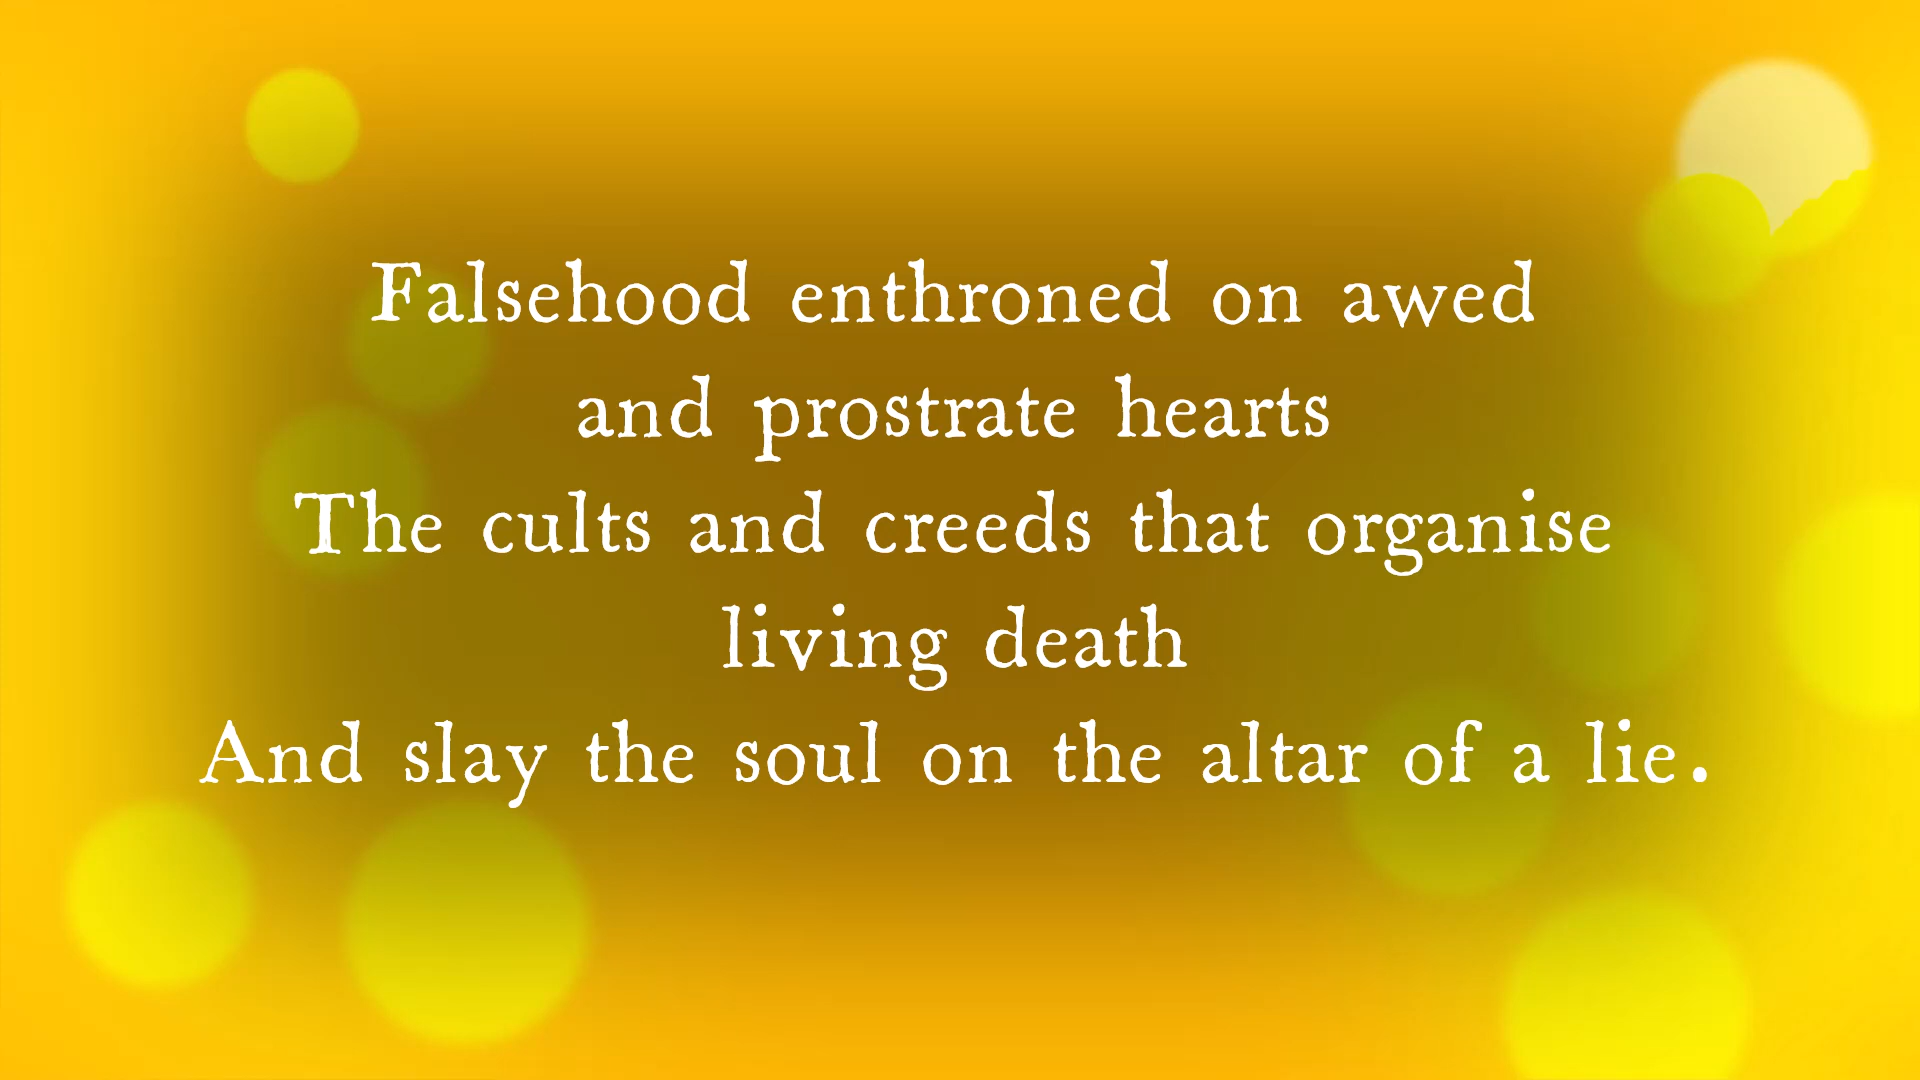 Falsehood enthroned on awed
and prostrate hearts
The cults and creeds that organise
living death
And slay the soul on the altar of a lie.